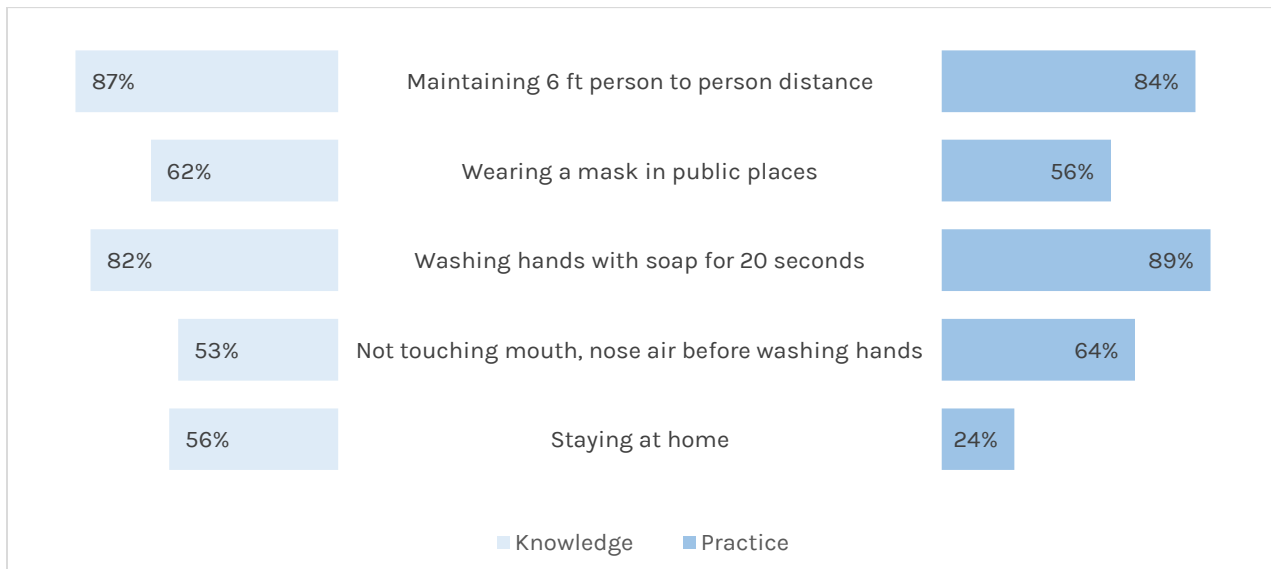 87% Maintaining 6 ft person to person distance 84%
62% Wearing a mask in public places 56%
82% Washing hands with soap for 20 seconds 89%
53% Not touching mouth, nose air before washing hands 64%
56% Staying at home 24%
Knowledge Practice